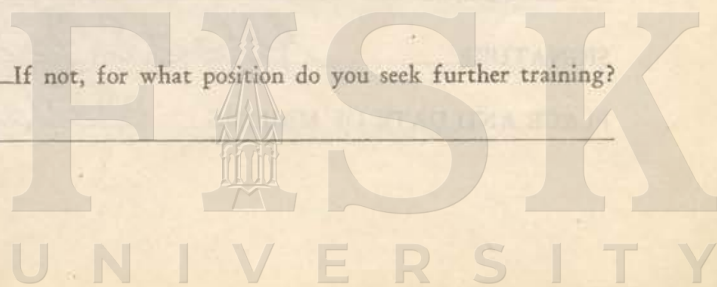 If not, for what position do you seek further training?
FISK
UNIVERSITY